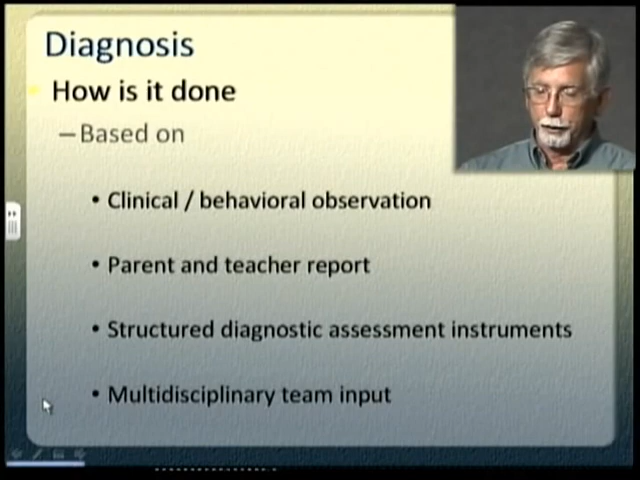 Diagnosis
How is it done
–Based on
• Clinical / behavioral observation
• Parent and teacher report
• Structured diagnostic assessment instruments
• Multidisciplinary team input